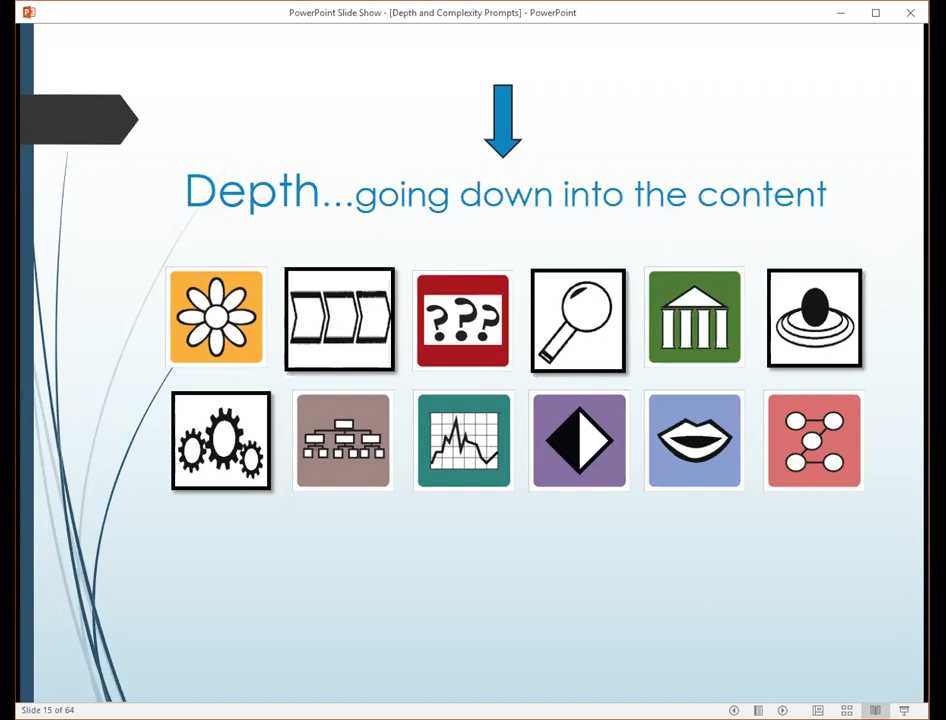 PowerPoint Slide Show - [Depth and Complexity Prompts] - PowerPoint
Depth...going down into the content
? ? ?
Slide 15 of 64